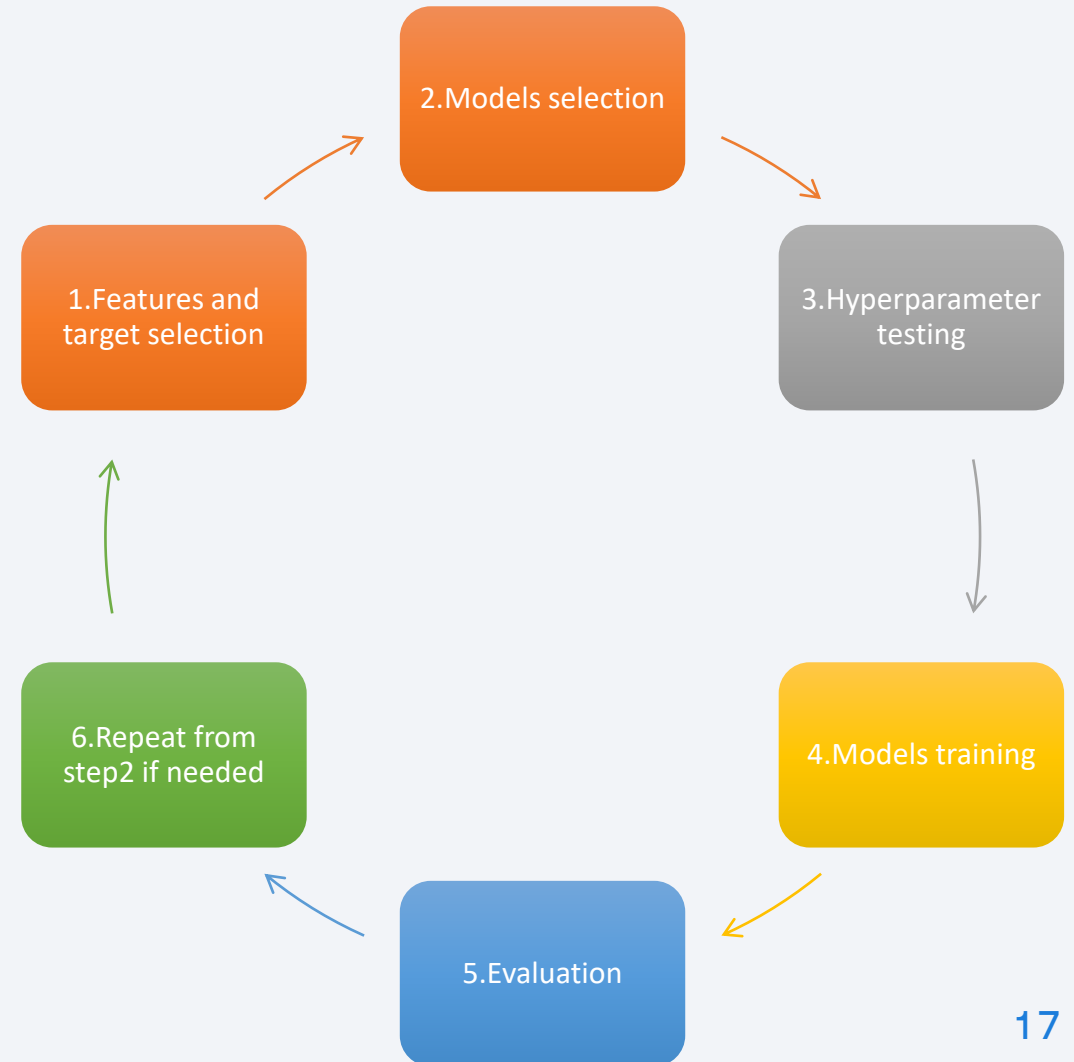 1.Features and
target selection
2.Models selection
3.Hyperparameter
testing
4.Models training
5.Evaluation
6.Repeat from
step2 if needed
17